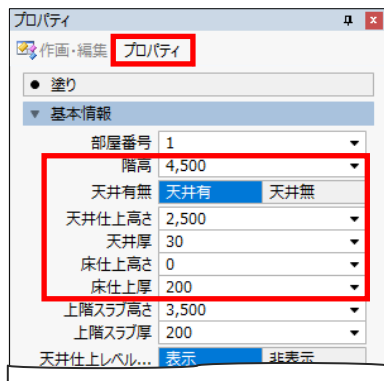 プロパティ
作画・編集 プロパティ
● 塗り
▼ 基本情報
部屋番号 1
階高 4,500
天井有無 天井有 天井無
天井仕上高さ 2,500
天井厚 30
床仕上高さ 0
床仕上厚 200
上階スラブ高さ 3,500
上階スラブ厚 200
天井仕上レベル... 表示 非表示